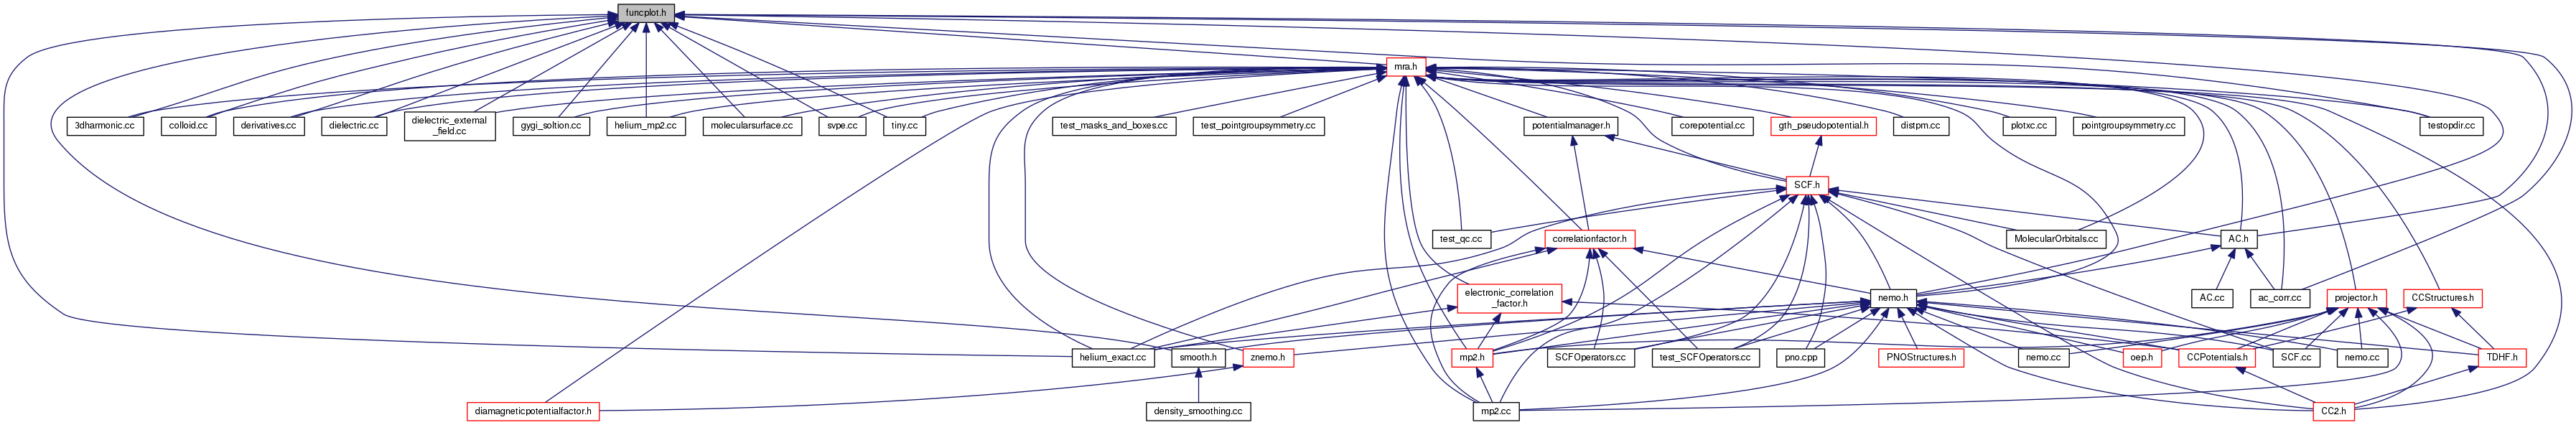 funcplot.h
mra.h
3dharmonic.cc
colloid.cc
derivatives.cc
dielectric.cc
dielectric_external
_field.cc
gygi_soltion.cc
helium_mp2.cc
molecularsurface.cc
svpe.cc
tiny.cc
test_masks_and_boxes.cc
test_pointgroupsymmetry.cc
potentialmanager.h
corepotential.cc
gth_pseudopotential.h
distpm.cc
plotxc.cc
pointgroupsymmetry.cc
testopdir.cc
SCF.h
test_qc.cc
correlationfactor.h
MolecularOrbitals.cc
AC.h
electronic_correlation
_factor.h
nemo.h
AC.cc
ac_corr.cc
projector.h
CCStructures.h
helium_exact.cc
smooth.h
znemo.h
mp2.h
SCFOperators.cc
test_SCFOperators.cc
pno.cpp
PNOStructures.h
nemo.cc
oep.h
CCPotentials.h
SCF.cc
nemo.cc
TDHF.h
diamagneticpotentialfactor.h
density_smoothing.cc
mp2.cc
CC2.h